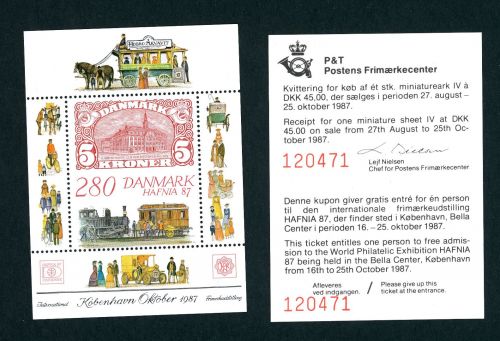 HOBRO ARNAVEJ
DANMARK
5 5
KRONER
280 DANMARK
HAFNIA 87
International København Oktober 1987 Frimærkeudstilling
P&T
Postens Frimærkecenter
Kvittering for køb af ét stk. miniatureark IV à
DKK 45,00, der sælges i perioden 27. august –
25. oktober 1987.
Receipt for one miniature sheet IV at DKK
45.00 on sale from 27th August to 25th Oc-
tober 1987.
120471
Lejf Nielsen
Chef for Postens Frimærkecenter
Denne kupon giver gratis entré for én person
til den internationale frimærkeudstilling
HAFNIA 87, der finder sted i København, Bella
Center i perioden 16. – 25. oktober 1987.
This ticket entitles one person to free admis-
sion to the World Philatelic Exhibition HAFNIA
87 being held in the Bella Center, København
from 16th to 25th October 1987.
Afleveres
ved indgangen.
/
Please give up this
ticket at the entrance.
120471